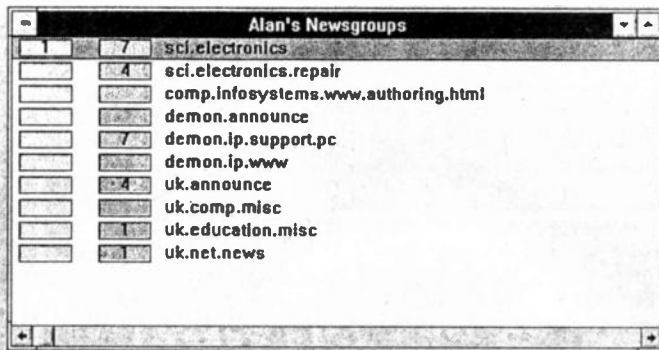 Alan's Newsgroups
1 7 sci.electronics
4 sci.electronics.repair
comp.infosystems.www.authoring.html
demon.announce
7 demon.ip.support.pc
demon.ip.www
4 uk.announce
uk.comp.misc
1 uk.education.misc
1 uk.net.news